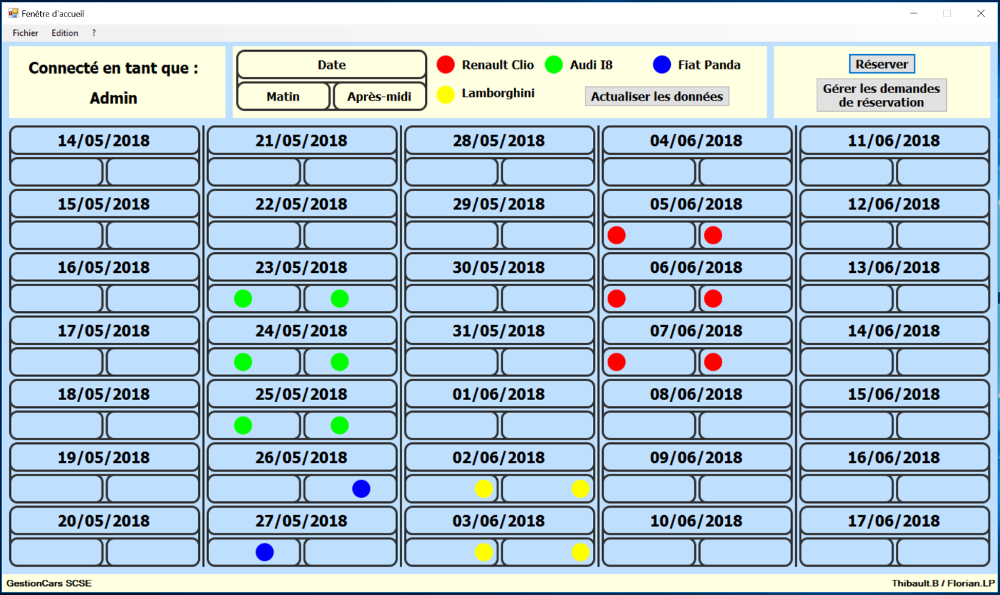 Fenêtre d'accueil
Fichier Edition ?
Connecté en tant que :
Admin
Date
Matin Après-midi
Renault Clio Audi I8 Fiat Panda
Lamborghini
Actualiser les données
Réserver
Gérer les demandes
de réservation
14/05/2018 21/05/2018 28/05/2018 04/06/2018 11/06/2018
15/05/2018 22/05/2018 29/05/2018 05/06/2018 12/06/2018
16/05/2018 23/05/2018 30/05/2018 06/06/2018 13/06/2018
17/05/2018 24/05/2018 31/05/2018 07/06/2018 14/06/2018
18/05/2018 25/05/2018 01/06/2018 08/06/2018 15/06/2018
19/05/2018 26/05/2018 02/06/2018 09/06/2018 16/06/2018
20/05/2018 27/05/2018 03/06/2018 10/06/2018 17/06/2018
GestionCars SCSE Thibault.B / Florian.LP